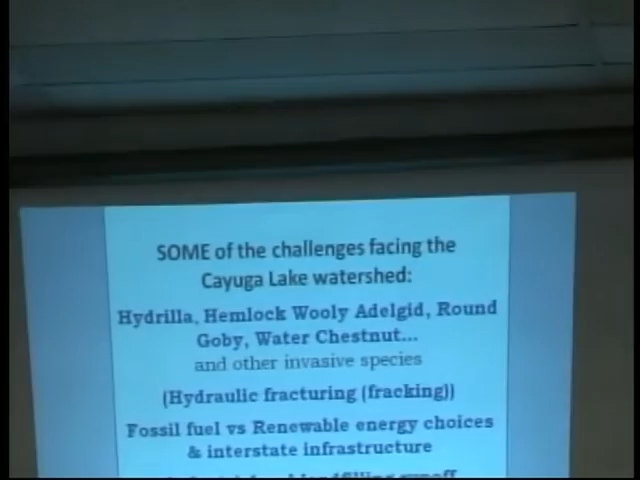 SOME of the challenges facing the
Cayuga Lake watershed:
Hydrilla, Hemlock Wooly Adelgid, Round
Goby, Water Chestnut...
and other invasive species
(Hydraulic fracturing (fracking))
Fossil fuel vs Renewable energy choices
& interstate infrastructure